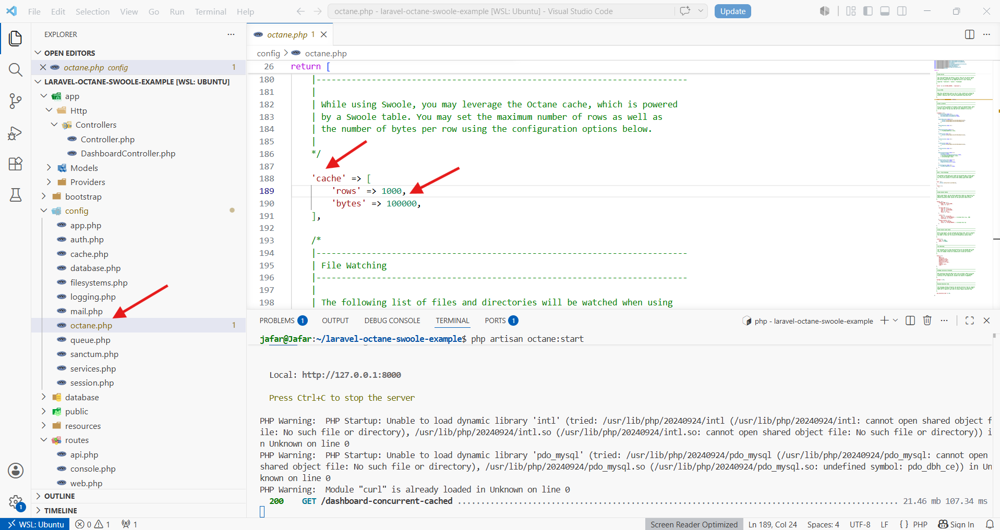 File Edit Selection View Go Run Terminal Help
octane.php - laravel-octane-swoole-example [WSL: Ubuntu] - Visual Studio Code
Update
EXPLORER
OPEN EDITORS
octane.php config 1
LARAVEL-OCTANE-SWOOLE-EXAMPLE [WSL: UBUNTU]
app
Http
Controllers
Controller.php
DashboardController.php
Models
Providers
bootstrap
config
app.php
auth.php
cache.php
database.php
filesystems.php
logging.php
mail.php
octane.php 1
queue.php
sanctum.php
services.php
session.php
database
public
resources
routes
api.php
console.php
web.php
OUTLINE
TIMELINE
1
octane.php 1
config > octane.php
26 return [
180 |---------------------------------------------------------------------------
181 |
182 | While using Swoole, you may leverage the Octane cache, which is powered
183 | by a Swoole table. You may set the maximum number of rows as well as
184 | the number of bytes per row using the configuration options below.
185 |
186 */
187
188 'cache' => [
189 'rows' => 1000,
190 'bytes' => 100000,
191 ],
192
193 /*
194 |---------------------------------------------------------------------------
195 | File Watching
196 |---------------------------------------------------------------------------
197 |
198 | The following list of files and directories will be watched when using
PROBLEMS 1 OUTPUT DEBUG CONSOLE TERMINAL PORTS 1
php - laravel-octane-swoole-example
jafar@Jafar:~/laravel-octane-swoole-example$ php artisan octane:start
Local: http://127.0.0.1:8000
Press Ctrl+C to stop the server
PHP Warning:  PHP Startup: Unable to load dynamic library 'intl' (tried: /usr/lib/php/20240924/intl (/usr/lib/php/20240924/intl: cannot open shared object f
ile: No such file or directory), /usr/lib/php/20240924/intl.so (/usr/lib/php/20240924/intl.so: cannot open shared object file: No such file or directory)) i
n Unknown on line 0
PHP Warning:  PHP Startup: Unable to load dynamic library 'pdo_mysql' (tried: /usr/lib/php/20240924/pdo_mysql (/usr/lib/php/20240924/pdo_mysql: cannot open
shared object file: No such file or directory), /usr/lib/php/20240924/pdo_mysql.so (/usr/lib/php/20240924/pdo_mysql.so: undefined symbol: pdo_dbh_ce)) in Un
known on line 0
PHP Warning:  Module "curl" is already loaded in Unknown on line 0
200 GET /dashboard-concurrent-cached ........ 21.46 mb 107.34 ms
WSL: Ubuntu 0 1 1
Screen Reader Optimized Ln 189, Col 24 Spaces: 4 UTF-8 LF { } PHP Sign In